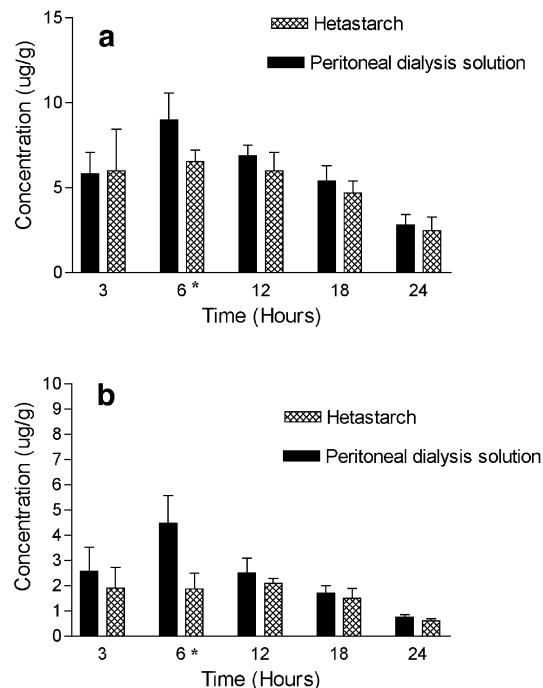 a
Hetastarch
Peritoneal dialysis solution
Concentration (ug/g)
15
10
5
0
3 6 * 12 18 24
Time (Hours)
b
Hetastarch
Peritoneal dialysis solution
Concentration (ug/g)
10
9
8
7
6
5
4
3
2
1
0
3 6 * 12 18 24
Time (Hours)